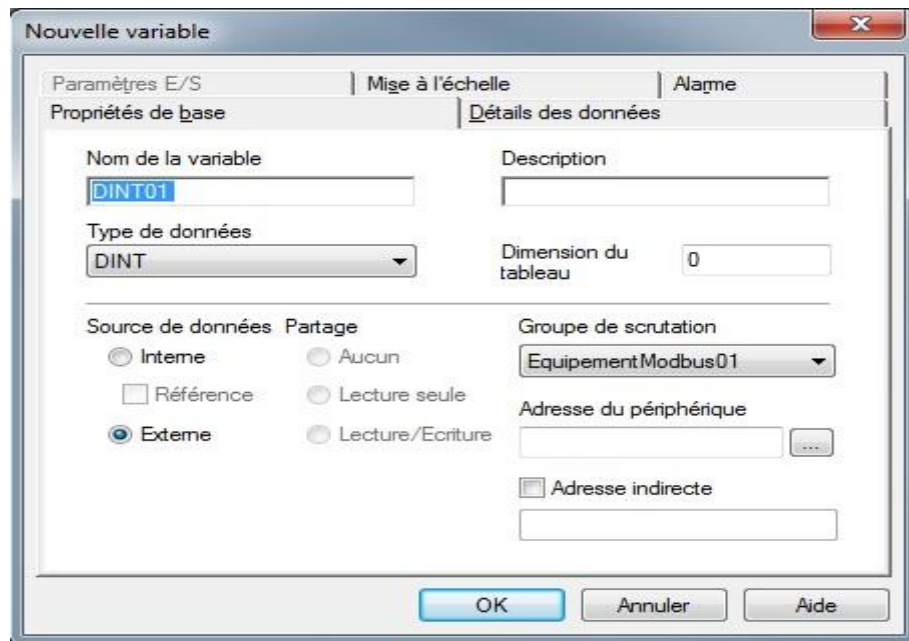 Nouvelle variable
Paramètres E/S
Mise à l'échelle
Alarme
Propriétés de base
Détails des données
Nom de la variable
Description
DINT01
Type de données
DINT
Dimension du
tableau
0
Source de données
Partage
Groupe de scrutation
Interne
Aucun
EquipementModbus01
Référence
Lecture seule
Adresse du périphérique
Externe
Lecture/Ecriture
...
Adresse indirecte
OK
Annuler
Aide